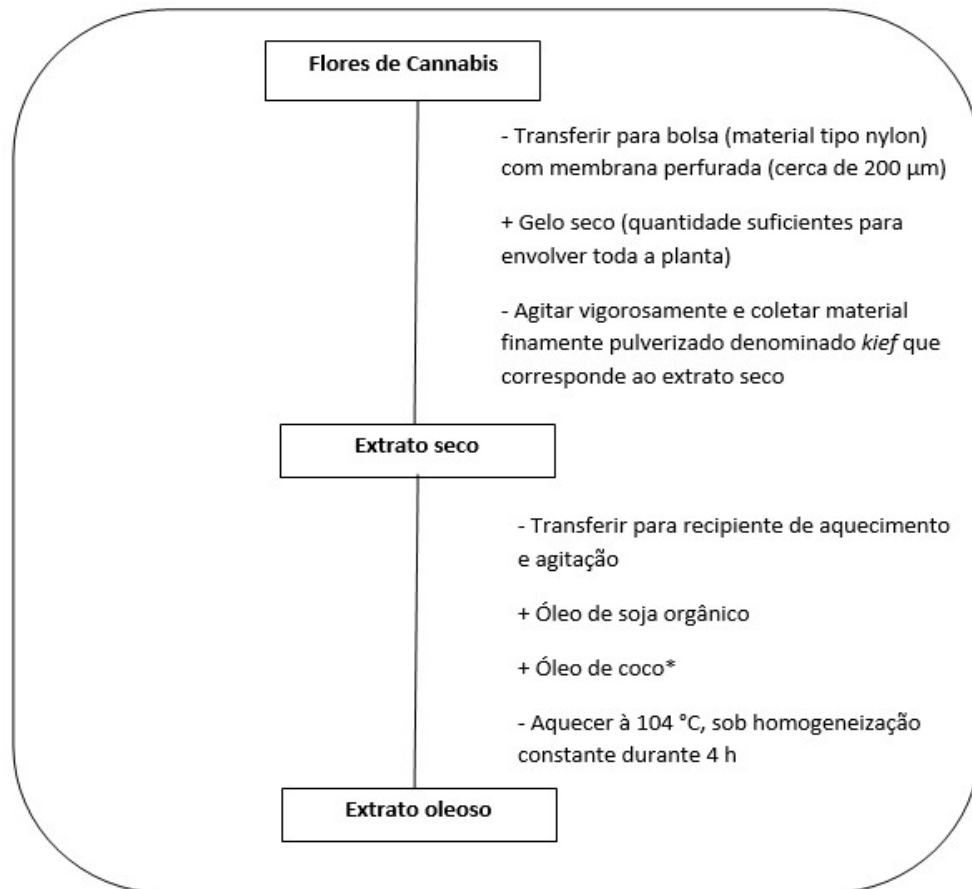 Flores de Cannabis
- Transferir para bolsa (material tipo nylon)
com membrana perfurada (cerca de 200 µm)
+ Gelo seco (quantidade suficientes para
envolver toda a planta)
- Agitar vigorosamente e coletar material
finamente pulverizado denominado kief que
corresponde ao extrato seco
Extrato seco
- Transferir para recipiente de aquecimento
e agitação
+ Óleo de soja orgânico
+ Óleo de coco*
- Aquecer à 104 °C, sob homogeneização
constante durante 4 h
Extrato oleoso